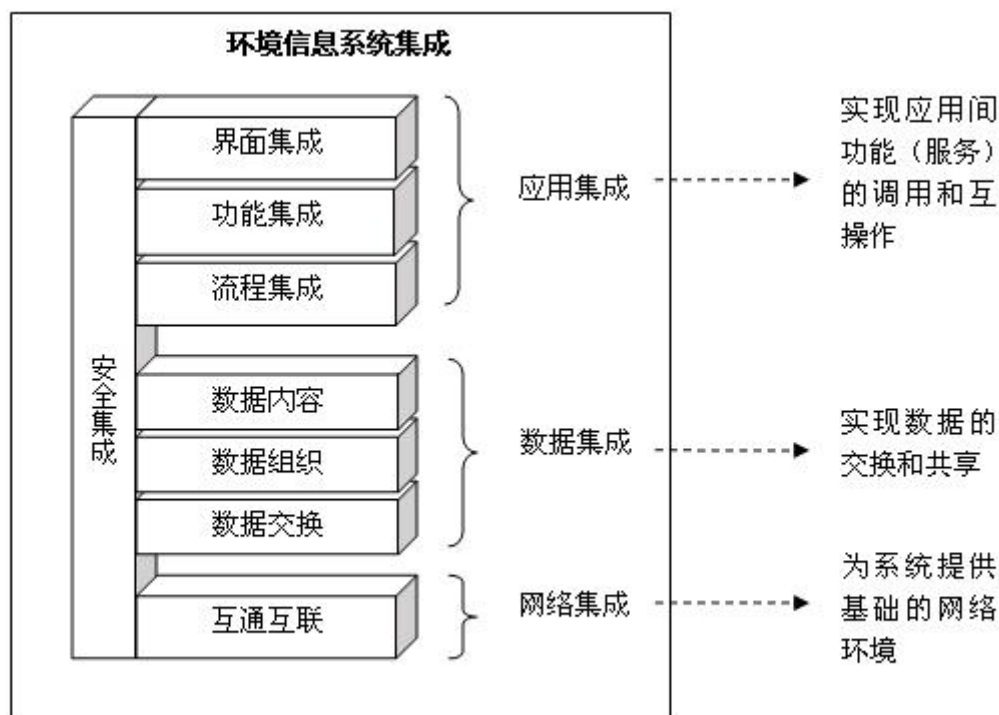 环境信息系统集成
安全集成
界面集成
功能集成
流程集成
应用集成
实现应用间
功能（服务）
的调用和互
操作
数据内容
数据组织
数据交换
数据集成
实现数据的
交换和共享
互通互联
网络集成
为系统提供
基础的网络
环境